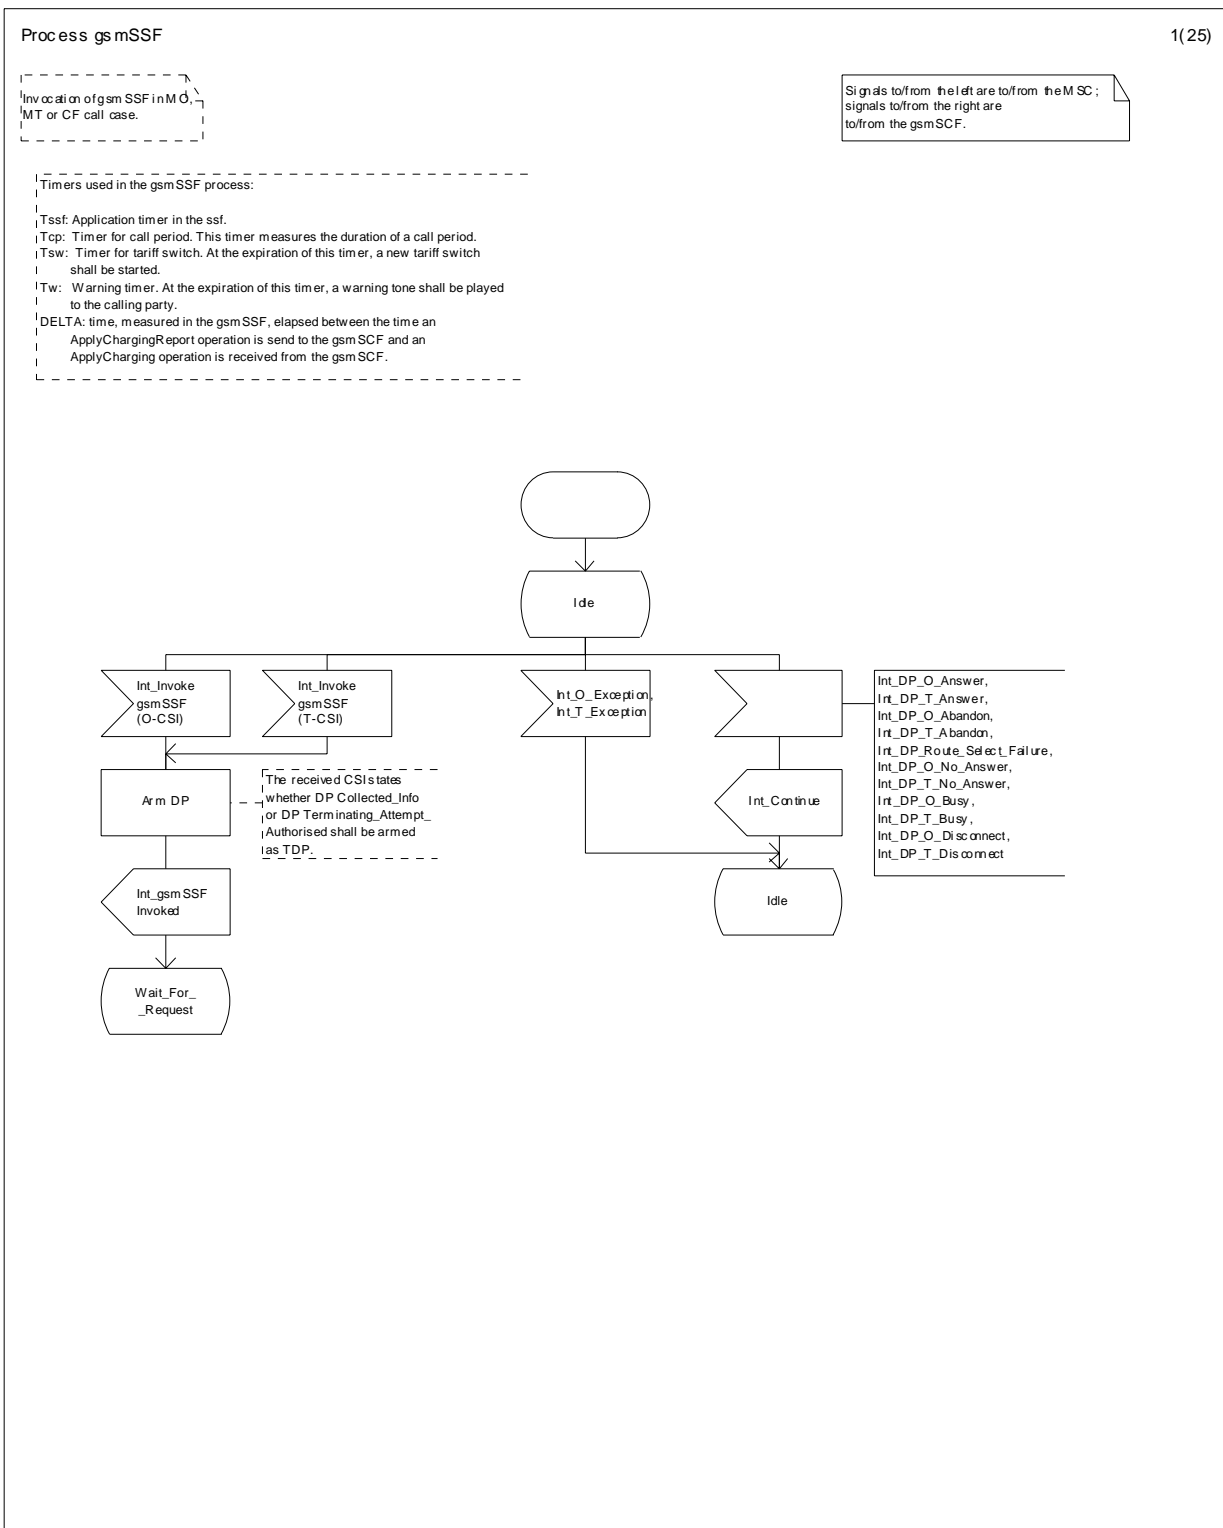 Process gsmSSF
1(25)
Invocation of gsmSSF in MO,
MT or CF call case.
Signals to/from the left are to/from the MSC;
signals to/from the right are
to/from the gsmSCF.
Timers used in the gsmSSF process:
Tssf: Application timer in the ssf.
Tcp: Timer for call period. This timer measures the duration of a call period.
Tsw: Timer for tariff switch. At the expiration of this timer, a new tariff switch
shall be started.
Tw: Warning timer. At the expiration of this timer, a warning tone shall be played
to the calling party.
DELTA: time, measured in the gsmSSF, elapsed between the time an
ApplyChargingReport operation is send to the gsmSCF and an
ApplyCharging operation is received from the gsmSCF.
Idle
Int_Invoke
gsmSSF
(O-CSI)
Int_Invoke
gsmSSF
(T-CSI)
Int_O_Exception,
Int_T_Exception
Int_DP_O_Answer,
Int_DP_T_Answer,
Int_DP_O_Abandon,
Int_DP_T_Abandon,
Int_DP_Route_Select_Failure,
Int_DP_O_No_Answer,
Int_DP_T_No_Answer,
Int_DP_O_Busy,
Int_DP_T_Busy,
Int_DP_O_Disconnect,
Int_DP_T_Disconnect
Arm DP
The received CSI states
whether DP Collected_Info
or DP Terminating_Attempt_
Authorised shall be armed
as TDP.
Int_Continue
Int_gsmSSF
Invoked
Idle
Wait_For_
_Request